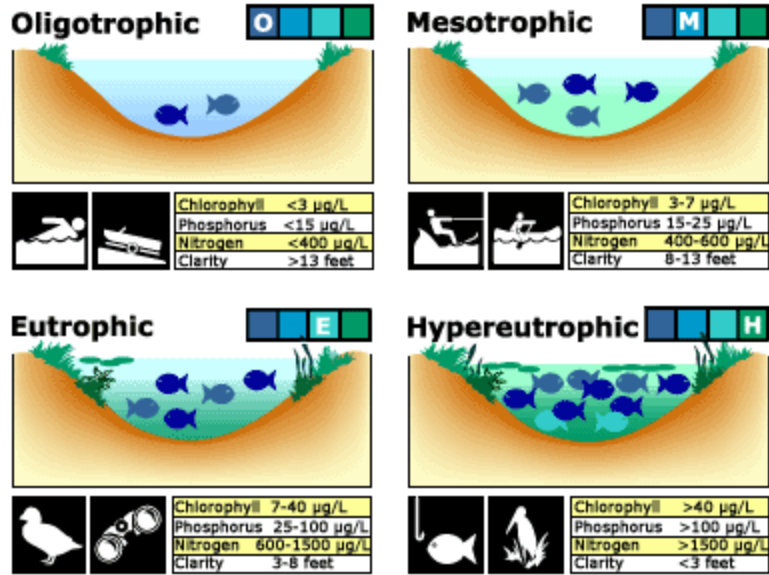 Oligotrophic
O
Chlorophyll <3 µg/L
Phosphorus <15 µg/L
Nitrogen <400 µg/L
Clarity >13 feet
Mesotrophic
M
Chlorophyll 3-7 µg/L
Phosphorus 15-25 µg/L
Nitrogen 400-600 µg/L
Clarity 8-13 feet
Eutrophic
E
Chlorophyll 7-40 µg/L
Phosphorus 25-100 µg/L
Nitrogen 600-1500 µg/L
Clarity 3-8 feet
Hypereutrophic
H
Chlorophyll >40 µg/L
Phosphorus >100 µg/L
Nitrogen >1500 µg/L
Clarity <3 feet